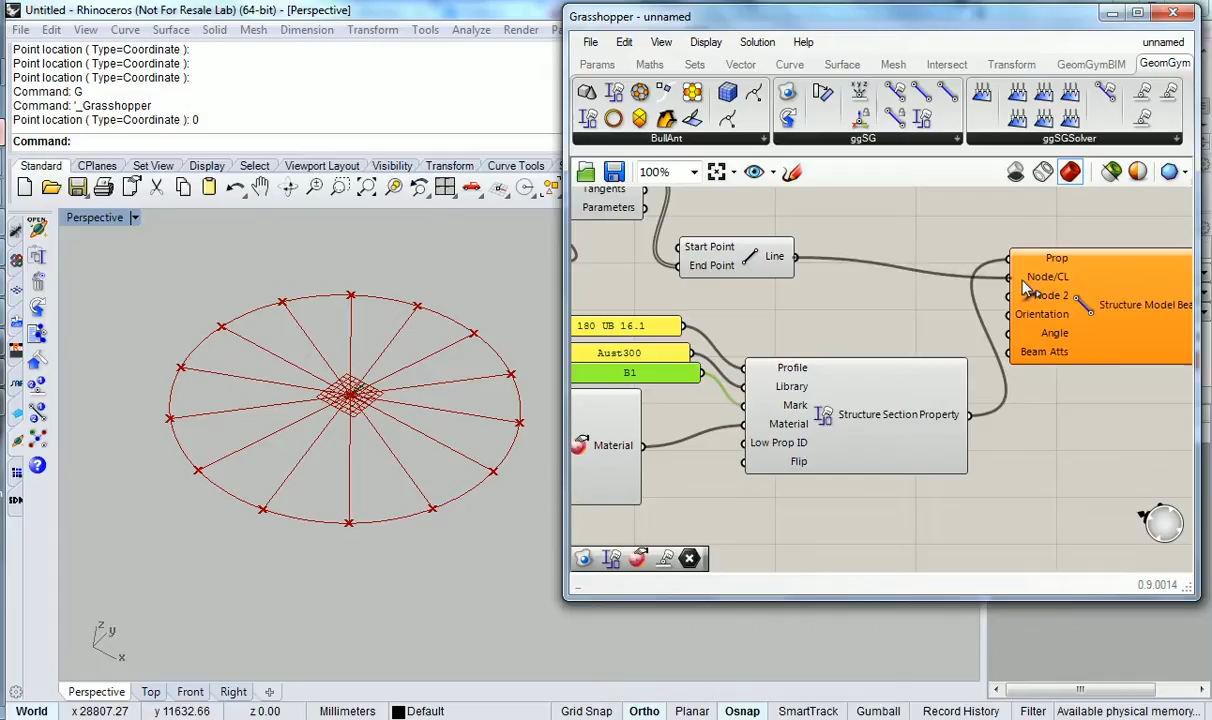 Untitled - Rhinoceros (Not For Resale Lab) (64-bit) - [Perspective]
File Edit View Curve Surface Solid Mesh Dimension Transform Tools Analyze Render
Point location ( Type=Coordinate ):
Point location ( Type=Coordinate ):
Point location ( Type=Coordinate ):
Command: G
Command: '_Grasshopper
Point location ( Type=Coordinate ): 0
Command:
Standard CPlanes Set View Display Select Viewport Layout Visibility Transform Curve Tools
Perspective
z
y
x
Perspective Top Front Right
World x 28807.27 y 11632.66 z 0.00 Millimeters Default Grid Snap Ortho Planar Osnap SmartTrack Gumball Record History Filter Available physical memory...
Grasshopper - unnamed
File Edit View Display Solution Help unnamed
Params Maths Sets Vector Curve Surface Mesh Intersect Transform GeomGymBIM GeomGym
BullAnt ggSG ggSGSolver
100%
Tangents
Parameters
Start Point
End Point
Line
180 UB 16.1
Aust300
B1
Material
Profile
Library
Mark
Material
Low Prop ID
Flip
Structure Section Property
Prop
Node/CL
Node 2
Orientation
Angle
Beam Atts
Structure Model Bea
0.9.0014